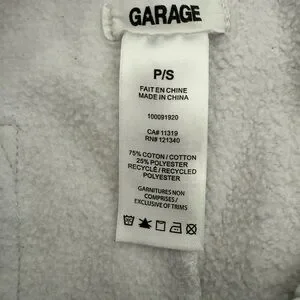 GARAGE
P/S
FAIT EN CHINE
MADE IN CHINA
100091920
CA# 11319
RN# 121340
75% COTON / COTTON
25% POLYESTER
RECYCLÉ / RECYCLED
POLYESTER
GARNITURES NON
COMPRISES /
EXCLUSIVE OF TRIMS